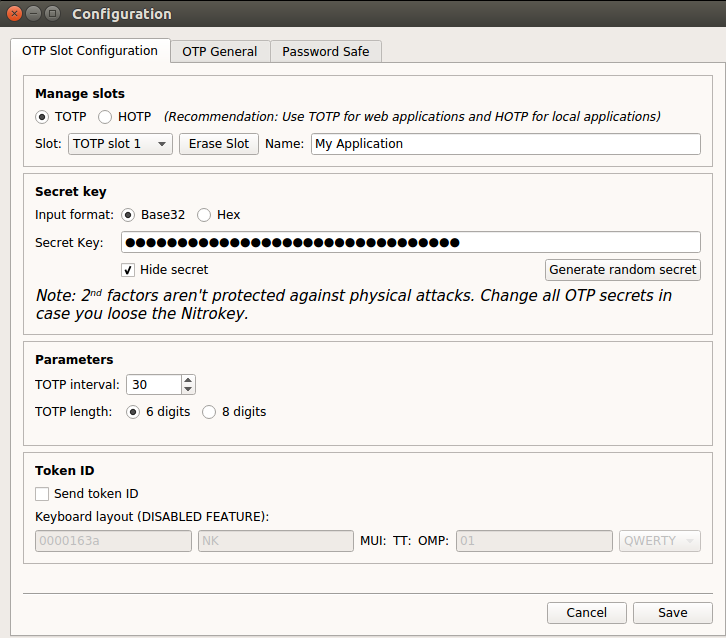 Configuration
OTP Slot Configuration OTP General Password Safe
Manage slots
TOTP HOTP (Recommendation: Use TOTP for web applications and HOTP for local applications)
Slot: TOTP slot 1 Erase Slot Name: My Application
Secret key
Input format: Base32 Hex
Secret Key: ●●●●●●●●●●●●●●●●●●●●●●●●●●●●●●●●
Hide secret Generate random secret
Note: 2nd factors aren't protected against physical attacks. Change all OTP secrets in
case you loose the Nitrokey.
Parameters
TOTP interval: 30
TOTP length: 6 digits 8 digits
Token ID
Send token ID
Keyboard layout (DISABLED FEATURE):
0000163a NK MUI: TT: OMP: 01 QWERTY
Cancel Save